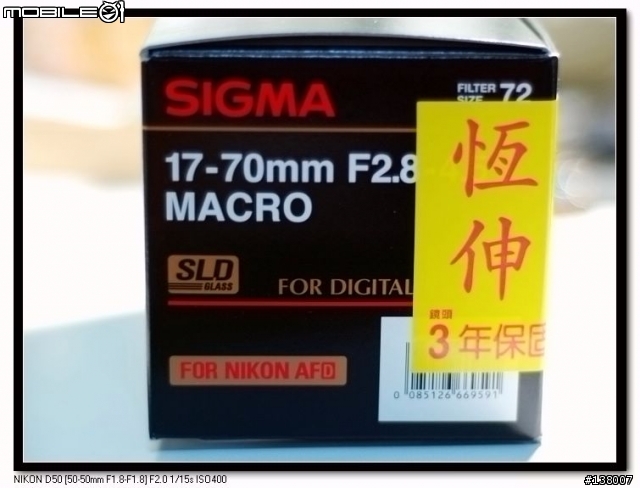 MOBILE01
SIGMA
FILTER
SIZE 72
17-70mm F2.8
MACRO
恆
伸
SLD
GLASS
FOR DIGITAL
鏡頭
3年保固
FOR NIKON AFD
0 085126 669591
NIKON D50 [50-50mm F1.8-F1.8] F2.0 1/15s ISO400
#138007